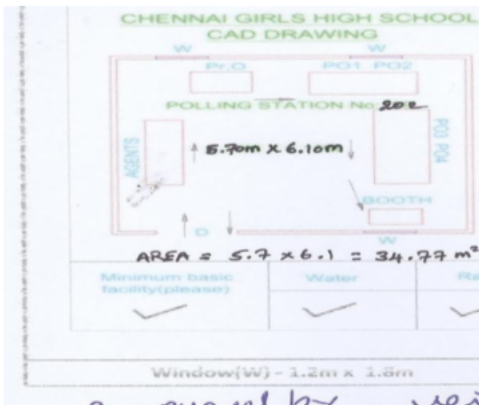 CHENNAI GIRLS HIGH SCHOOL
CAD DRAWING
W W
Pr.O PO1 PO2
POLLING STATION No 202
AGENTS
5.70m x 6.10m
PO3 PO4
BOOTH
D
W
AREA = 5.7 x 6.1 = 34.77 m²
Minimum basic Water Ra
facility(please)
Window(W) - 1.2m x 1.8m
by